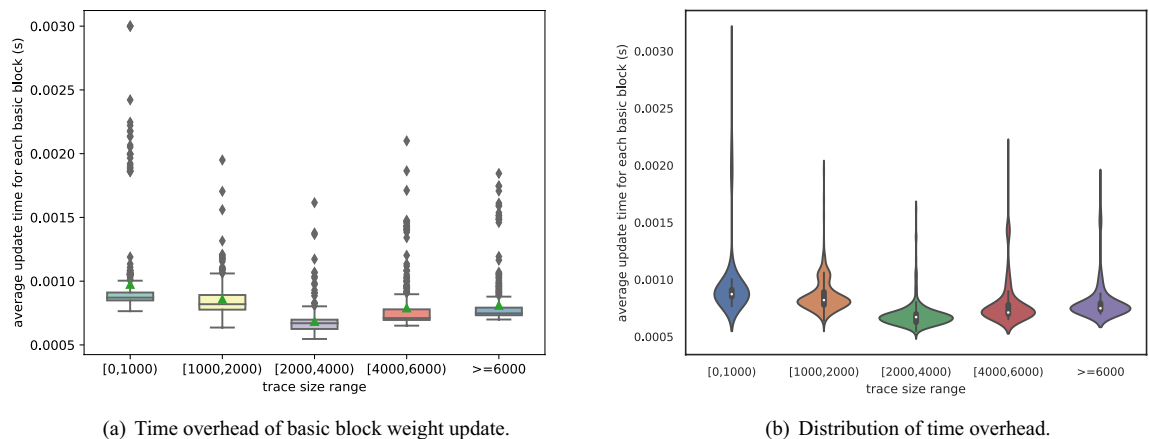 average update time for each basic block (s)
0.0030
0.0025
0.0020
0.0015
0.0010
0.0005
[0,1000) [1000,2000) [2000,4000) [4000,6000) >=6000
trace size range
(a) Time overhead of basic block weight update.
average update time for each basic block (s)
0.0030
0.0025
0.0020
0.0015
0.0010
0.0005
[0,1000) [1000,2000) [2000,4000) [4000,6000) >=6000
trace size range
(b) Distribution of time overhead.